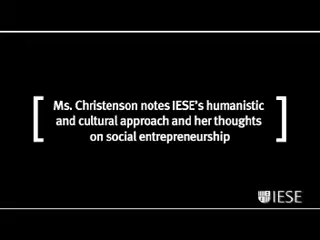 Ms. Christenson notes IESE's humanistic
and cultural approach and her thoughts
on social entrepreneurship
IESE